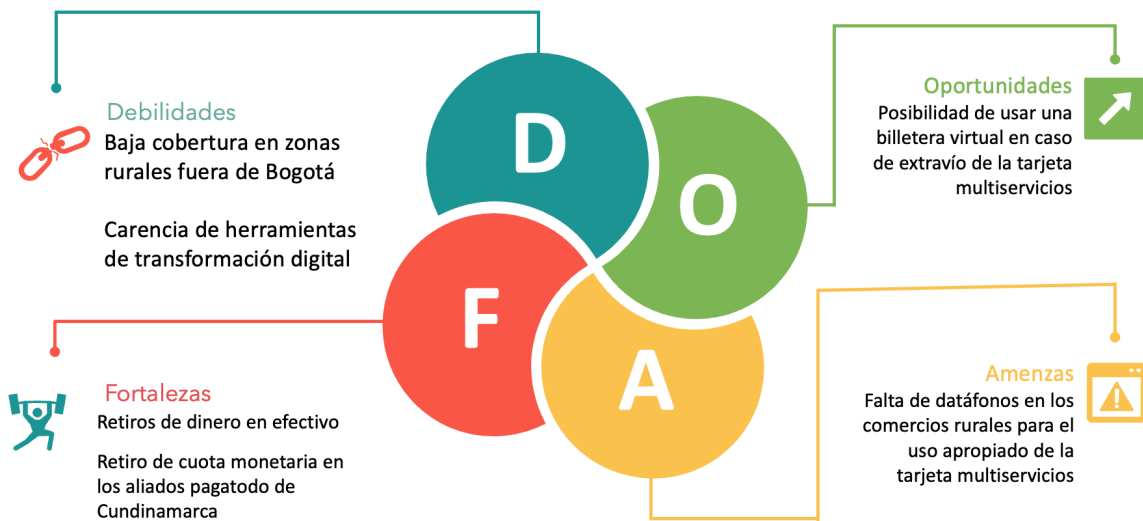 D
O
F
A
Debilidades
Baja cobertura en zonas
rurales fuera de Bogotá
Carencia de herramientas
de transformación digital
Oportunidades
Posibilidad de usar una
billetera virtual en caso
de extravío de la tarjeta
multiservicios
Fortalezas
Retiros de dinero en efectivo
Retiro de cuota monetaria en
los aliados pagatodo de
Cundinamarca
Amenzas
Falta de datáfonos en los
comercios rurales para el
uso apropiado de la
tarjeta multiservicios